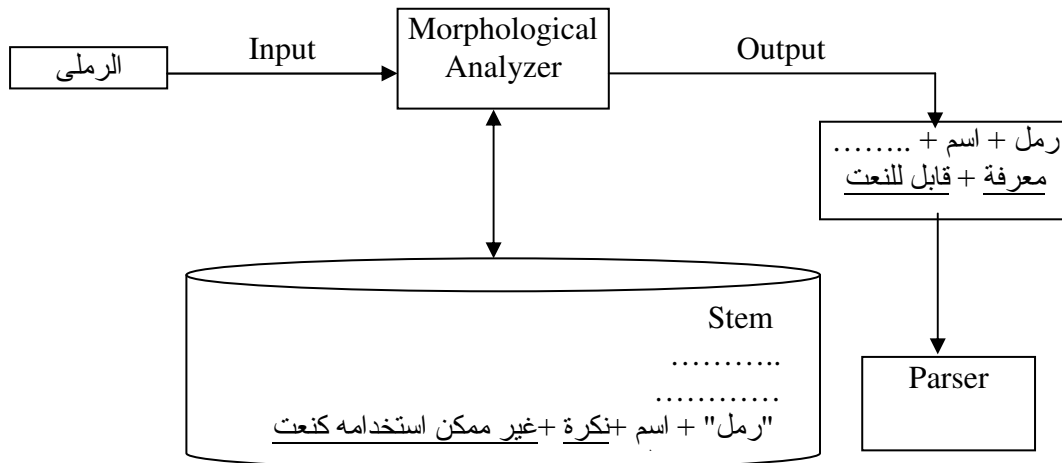 الرملى
Input
Morphological
Analyzer
Output
رمل + اسم + ........
معرفة + قابل للنعت
Stem
...........
............
"رمل" + اسم +نكرة +غير ممكن استخدامه كنعت
Parser